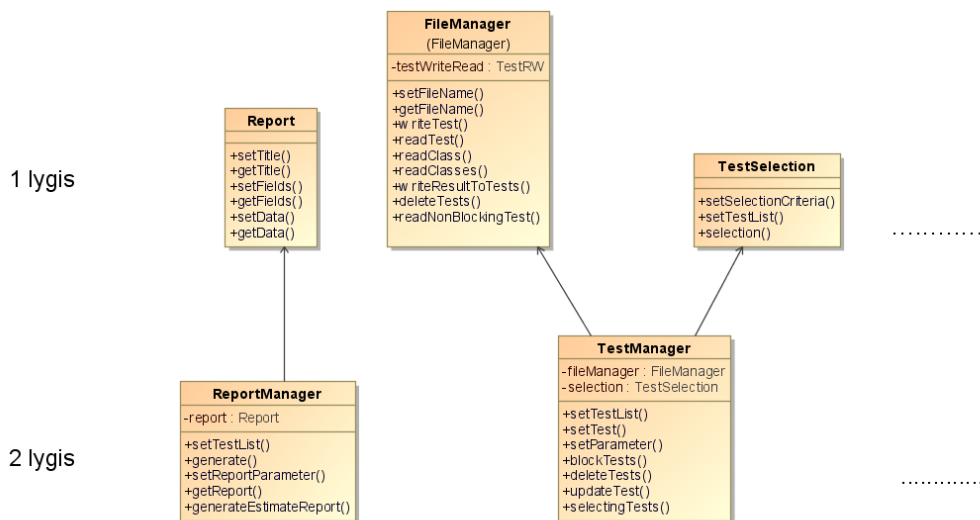 FileManager
(FileManager)
-testWriteRead : TestRW
+setFileName()
+getFileName()
+w riteTest()
+readTest()
+readClass()
+readClasses()
+w riteResultToTests()
+deleteTests()
+readNonBlockingTest()
Report
+setTitle()
+getTitle()
+setFields()
+getFields()
+setData()
+getData()
1 lygis
TestSelection
+setSelectionCriteria()
+setTestList()
+selection()
TestManager
-fileManager : FileManager
-selection : TestSelection
+setTestList()
+setTest()
+setParameter()
+blockTests()
+deleteTests()
+updateTest()
+selectingTests()
ReportManager
-report : Report
+setTestList()
+generate()
+setReportParameter()
+getReport()
+generateEstimateReport()
2 lygis